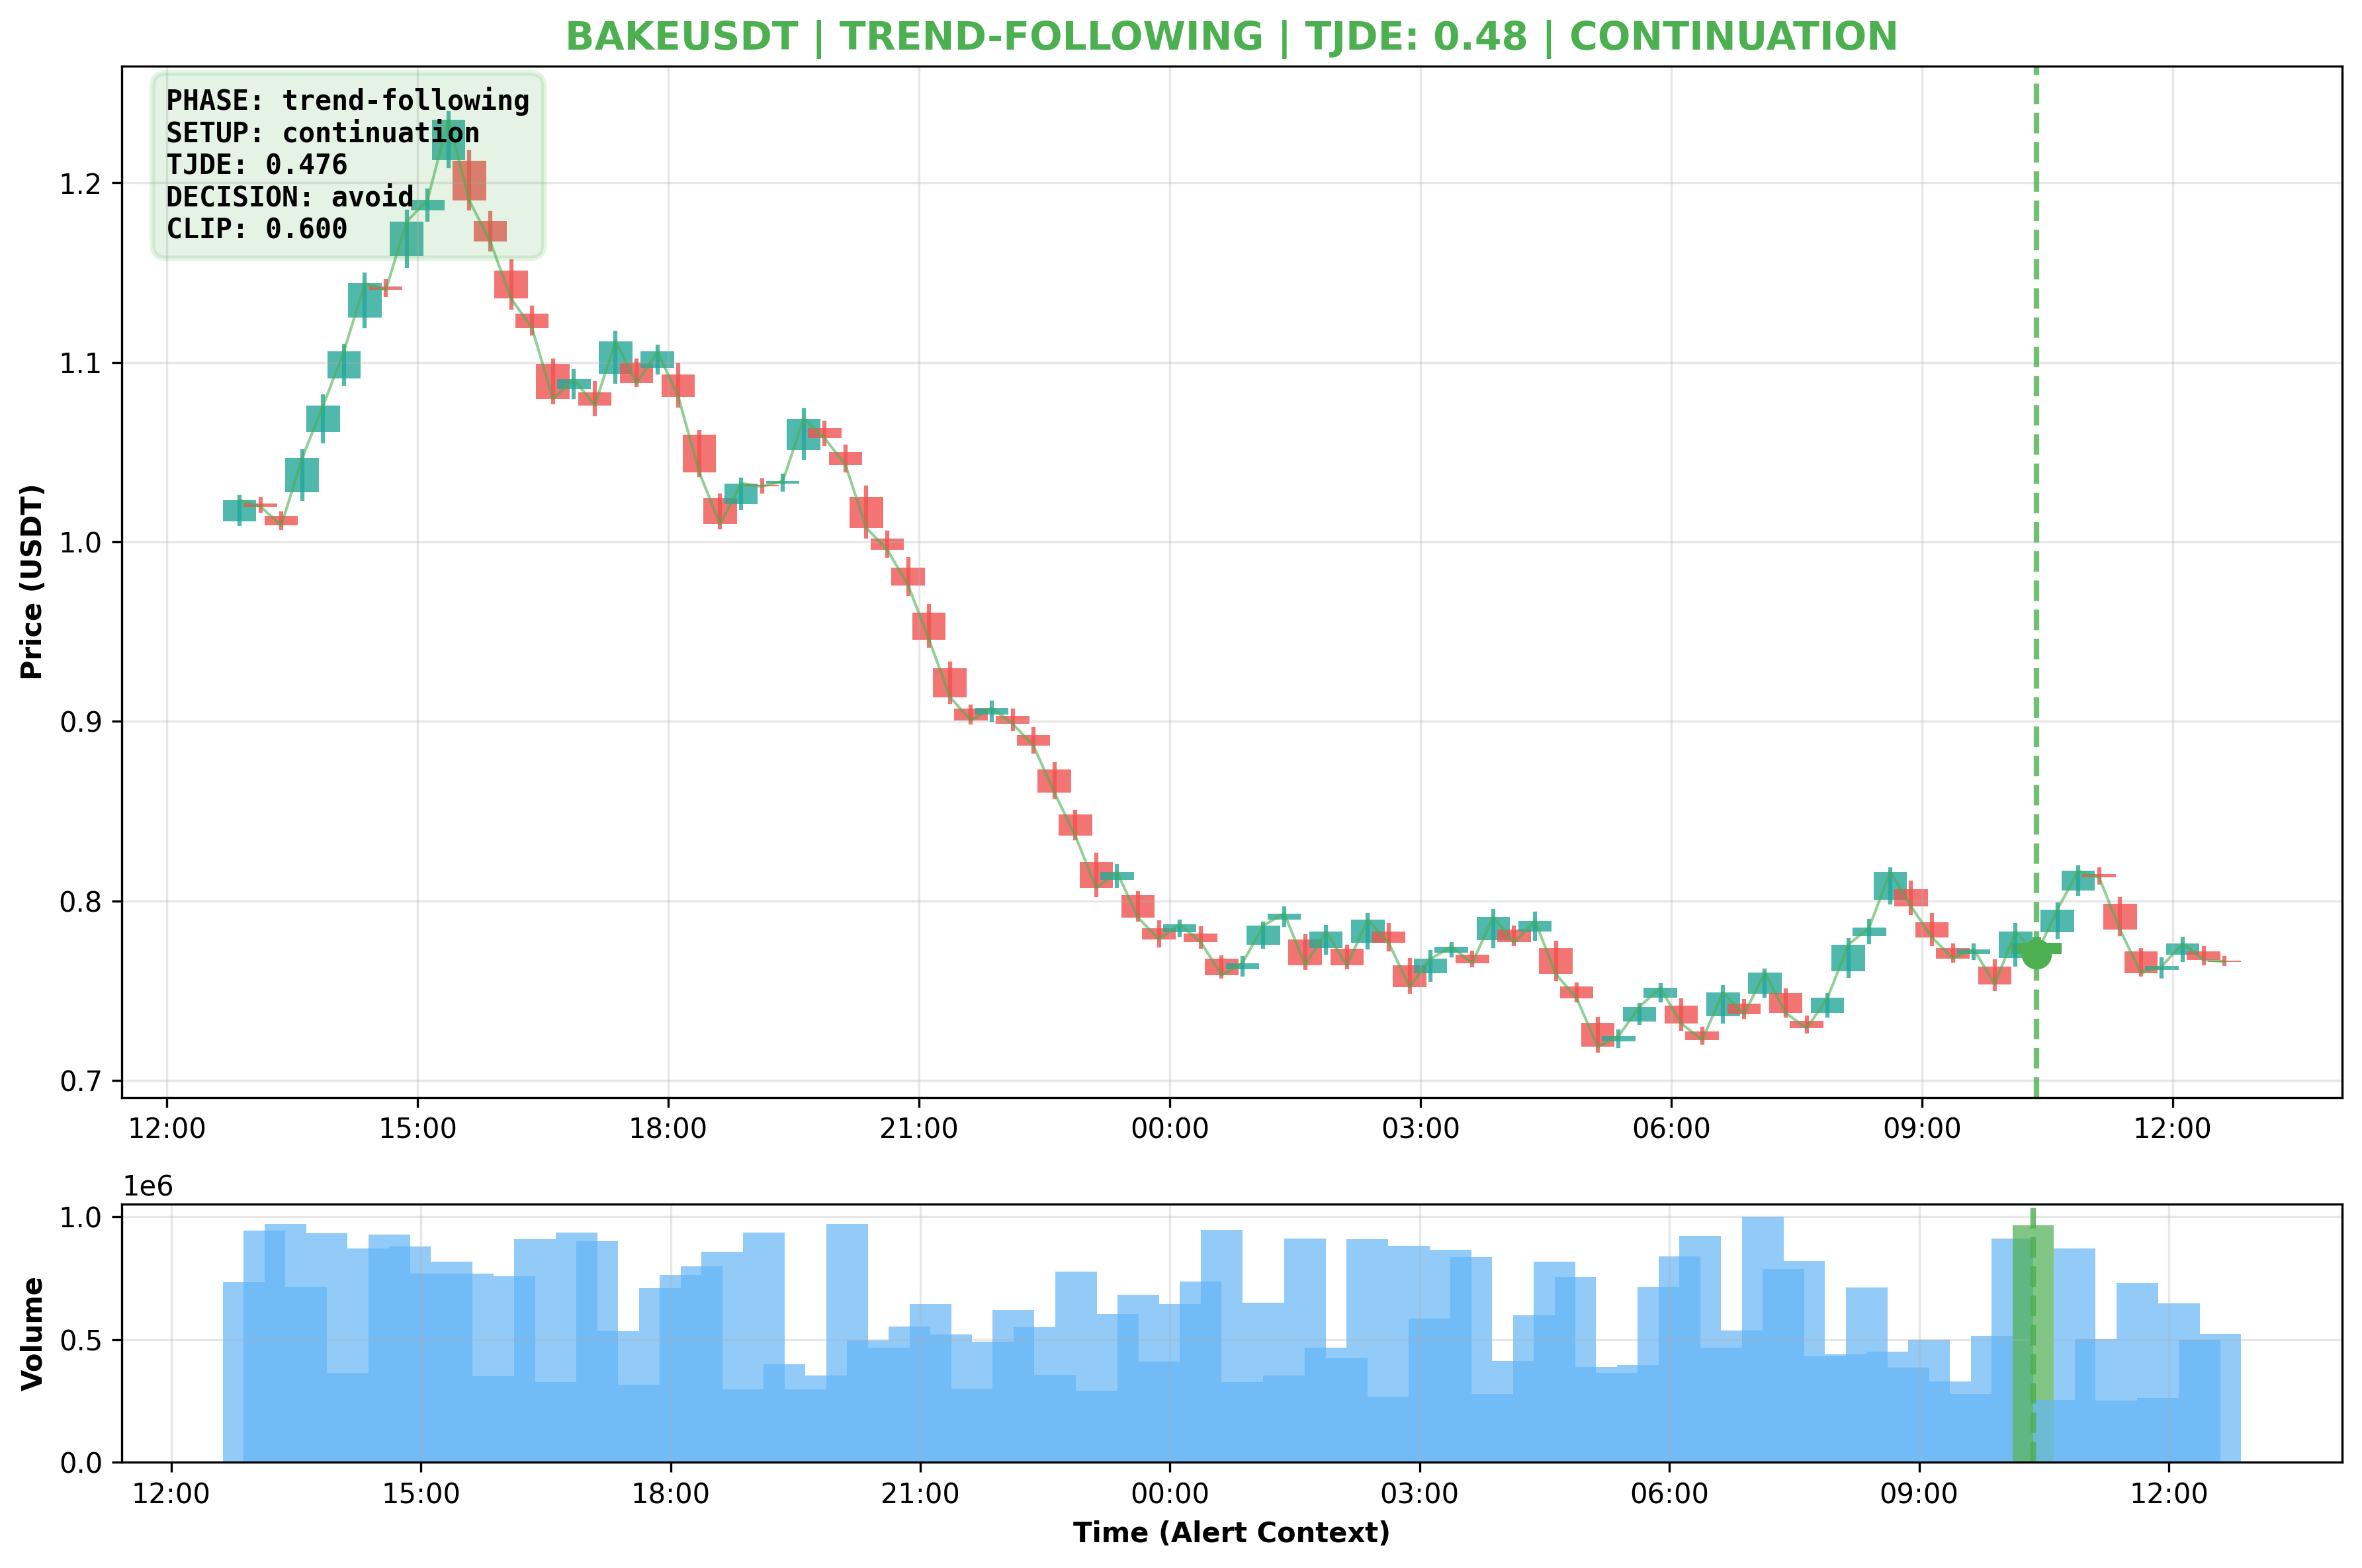 BAKEUSDT | TREND-FOLLOWING | TJDE: 0.48 | CONTINUATION
PHASE: trend-following
SETUP: continuation
TJDE: 0.476
DECISION: avoid
CLIP: 0.600
Price (USDT)
1.2
1.1
1.0
0.9
0.8
0.7
12:00 15:00 18:00 21:00 00:00 03:00 06:00 09:00 12:00
1e6
Volume
1.0
0.5
0.0
12:00 15:00 18:00 21:00 00:00 03:00 06:00 09:00 12:00
Time (Alert Context)